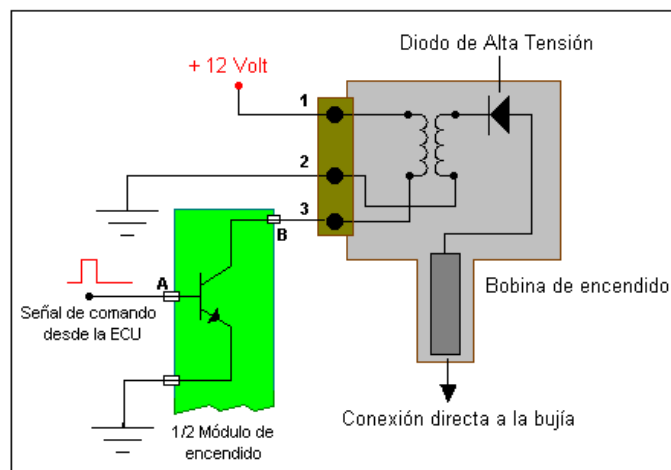 Diodo de Alta Tensión
+ 12 Volt
1
2
3
B
A
Señal de comando
desde la ECU
Bobina de encendido
Conexión directa a la bujía
1/2 Módulo de
encendido